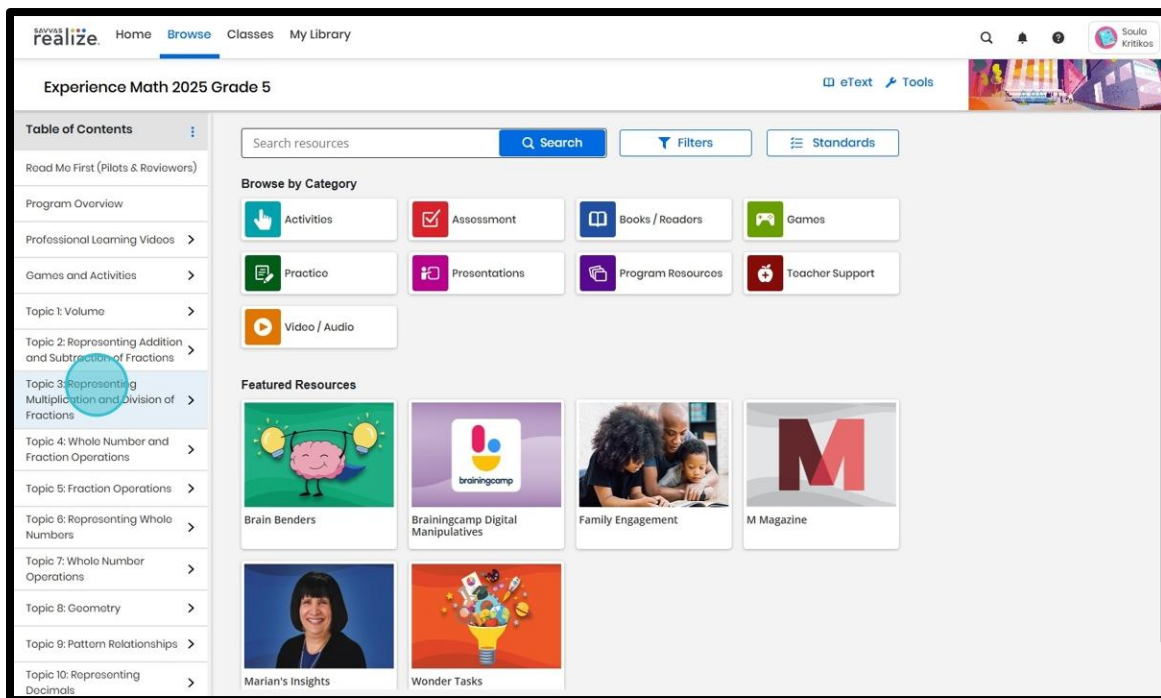 SAVVAS
realize.
Home Browse Classes My Library
Soula
Kritikos
Experience Math 2025 Grade 5
eText Tools
Table of Contents
Read Me First (Pilots & Reviewers)
Program Overview
Professional Learning Videos
Games and Activities
Topic 1: Volume
Topic 2: Representing Addition
and Subtraction of Fractions
Topic 3: Representing
Multiplication and Division of
Fractions
Topic 4: Whole Number and
Fraction Operations
Topic 5: Fraction Operations
Topic 6: Representing Whole
Numbers
Topic 7: Whole Number
Operations
Topic 8: Geometry
Topic 9: Pattern Relationships
Topic 10: Representing
Decimals
Search resources
Search
Filters
Standards
Browse by Category
Activities
Assessment
Books / Readers
Games
Practice
Presentations
Program Resources
Teacher Support
Video / Audio
Featured Resources
Brain Benders
brainingcamp
Brainingcamp Digital
Manipulatives
Family Engagement
M
M Magazine
Marian's Insights
Wonder Tasks